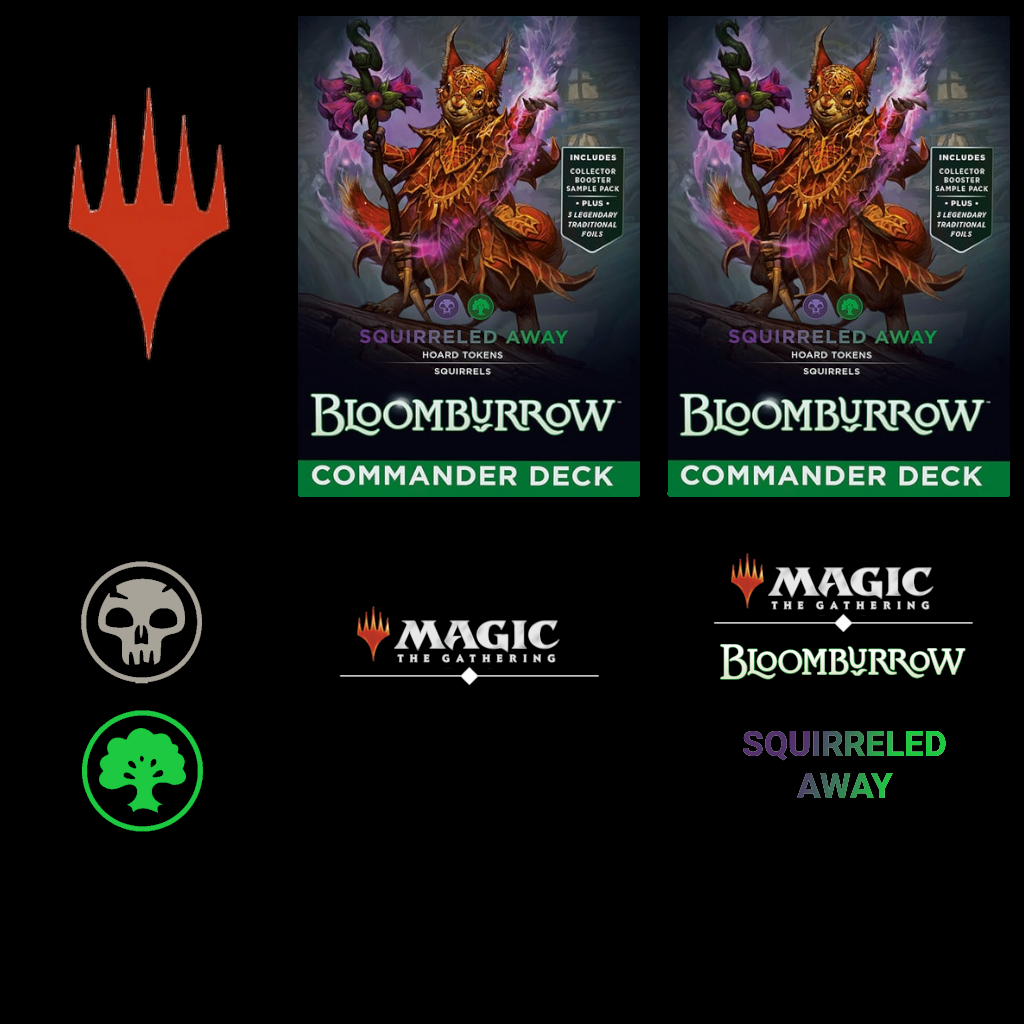 INCLUDES
COLLECTOR
BOOSTER
SAMPLE PACK
• PLUS •
3 LEGENDARY
TRADITIONAL
FOILS
SQUIRRELED AWAY
HOARD TOKENS
SQUIRRELS
BLOOMBURROW™
COMMANDER DECK
INCLUDES
COLLECTOR
BOOSTER
SAMPLE PACK
• PLUS •
3 LEGENDARY
TRADITIONAL
FOILS
SQUIRRELED AWAY
HOARD TOKENS
SQUIRRELS
BLOOMBURROW™
COMMANDER DECK
MAGIC
THE GATHERING
MAGIC
THE GATHERING
BLOOMBURROW
SQUIRRELED
AWAY